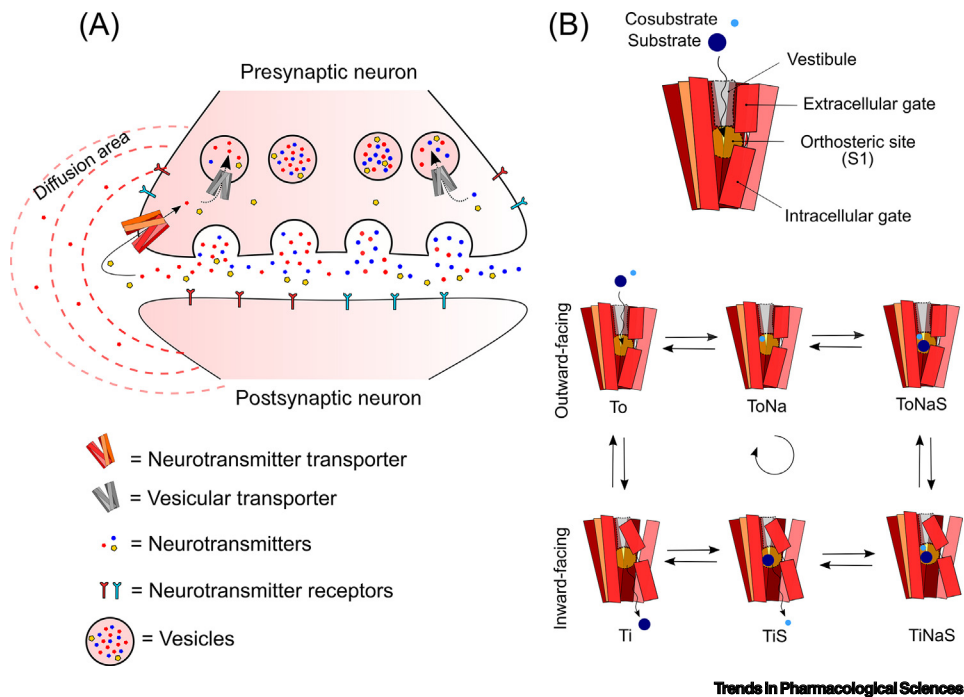 (A)
Presynaptic neuron
Diffusion area
Postsynaptic neuron
= Neurotransmitter transporter
= Vesicular transporter
= Neurotransmitters
= Neurotransmitter receptors
= Vesicles
(B)
Cosubstrate
Substrate
Vestibule
Extracellular gate
Orthosteric site
(S1)
Intracellular gate
Outward-facing
To
ToNa
ToNaS
Inward-facing
Ti
TiS
TiNaS
Trends in Pharmacological Sciences